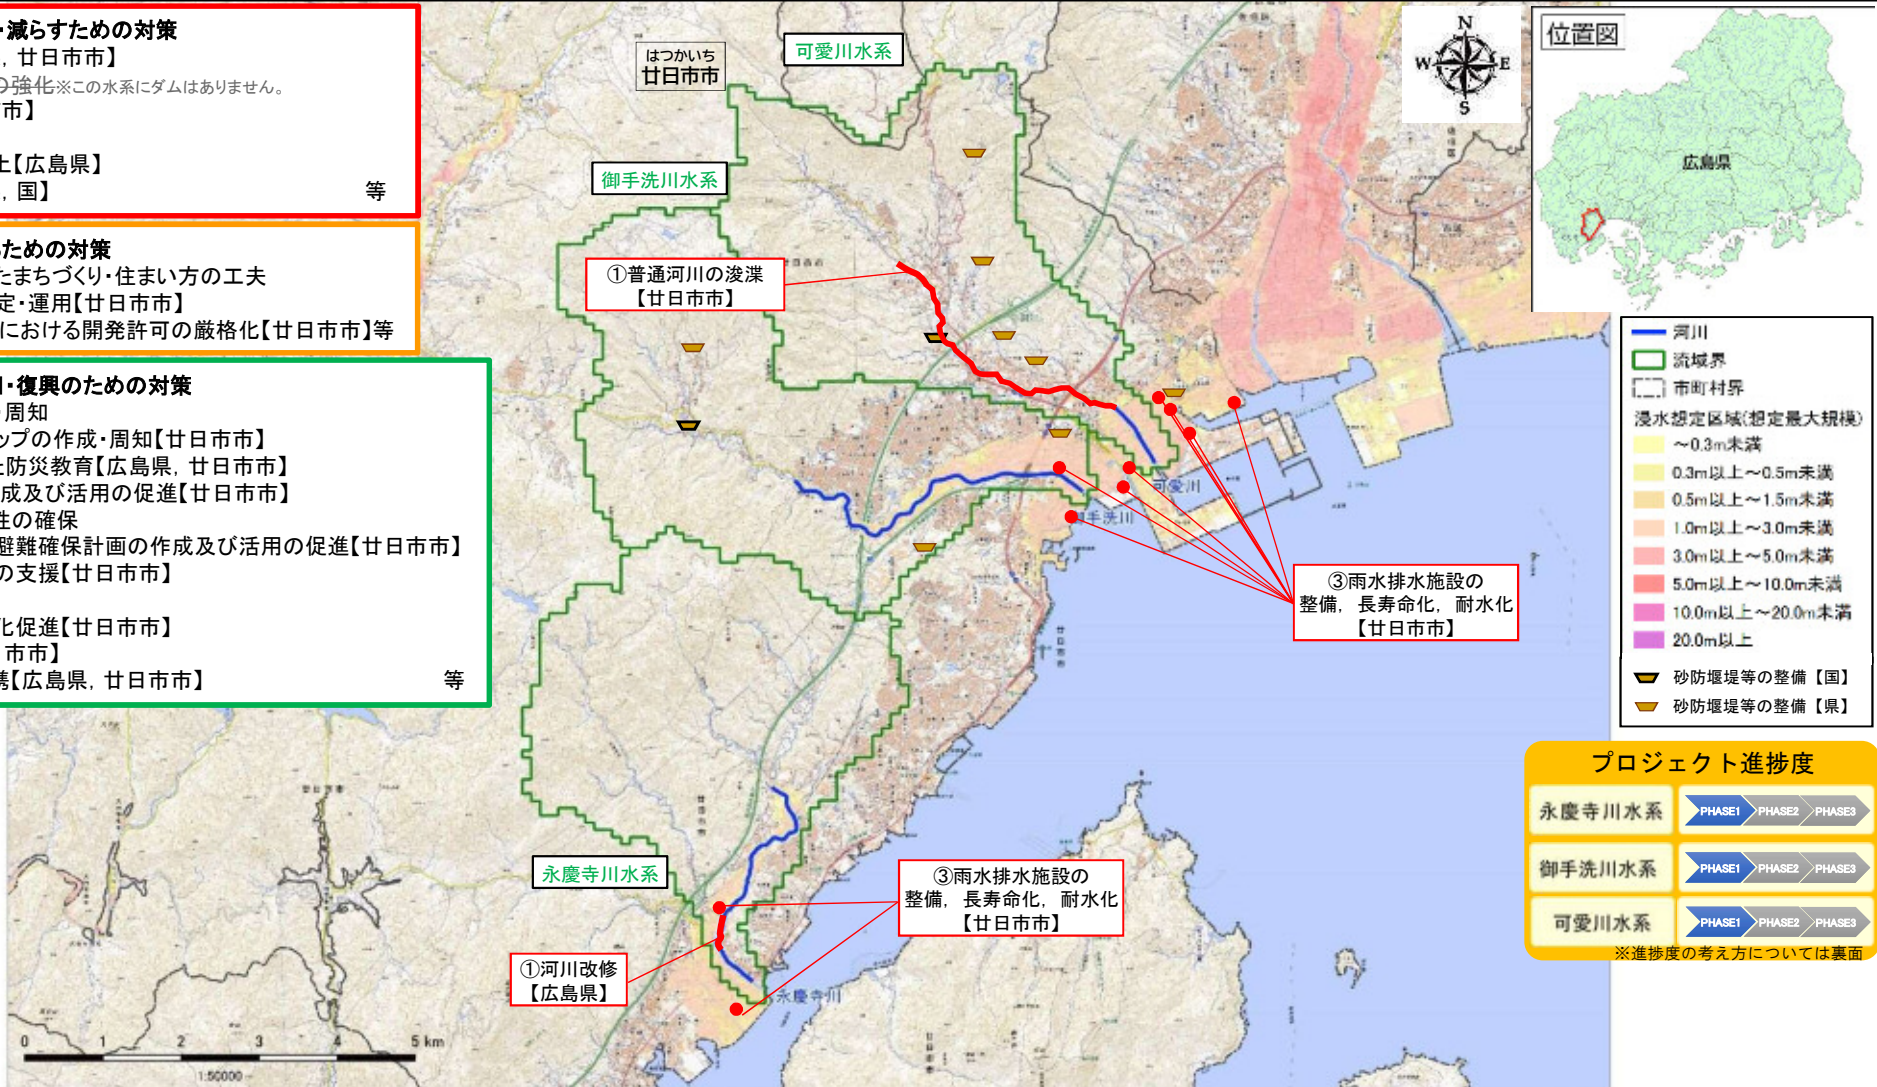 ・減らすための対策
, 廿日市市】
の強化※この水系にダムはありません。
市】
上【広島県】
, 国】 等
ための対策
たまちづくり・住まい方の工夫
定・運用【廿日市市】
における開発許可の厳格化【廿日市市】等
・復興のための対策
周知
ップの作成・周知【廿日市市】
た防災教育【広島県, 廿日市市】
成及び活用の促進【廿日市市】
性の確保
避難確保計画の作成及び活用の促進【廿日市市】
の支援【廿日市市】
化促進【廿日市市】
市市】
携【広島県, 廿日市市】 等
はつかいち
廿日市市
可愛川水系
御手洗川水系
①普通河川の浚渫
【廿日市市】
可愛川
御手洗川
③雨水排水施設の
整備, 長寿命化, 耐水化
【廿日市市】
永慶寺川水系
③雨水排水施設の
整備, 長寿命化, 耐水化
【廿日市市】
①河川改修
【広島県】
永慶寺川
0 1 2 3 4 5 km
1:50000
N
W E
S
位置図
広島県
河川
流域界
市町村界
浸水想定区域(想定最大規模)
～0.3m未満
0.3m以上～0.5m未満
0.5m以上～1.5m未満
1.0m以上～3.0m未満
3.0m以上～5.0m未満
5.0m以上～10.0m未満
10.0m以上～20.0m未満
20.0m以上
砂防堰堤等の整備【国】
砂防堰堤等の整備【県】
プロジェクト進捗度
永慶寺川水系 PHASE1 PHASE2 PHASE3
御手洗川水系 PHASE1 PHASE2 PHASE3
可愛川水系 PHASE1 PHASE2 PHASE3
※進捗度の考え方については裏面